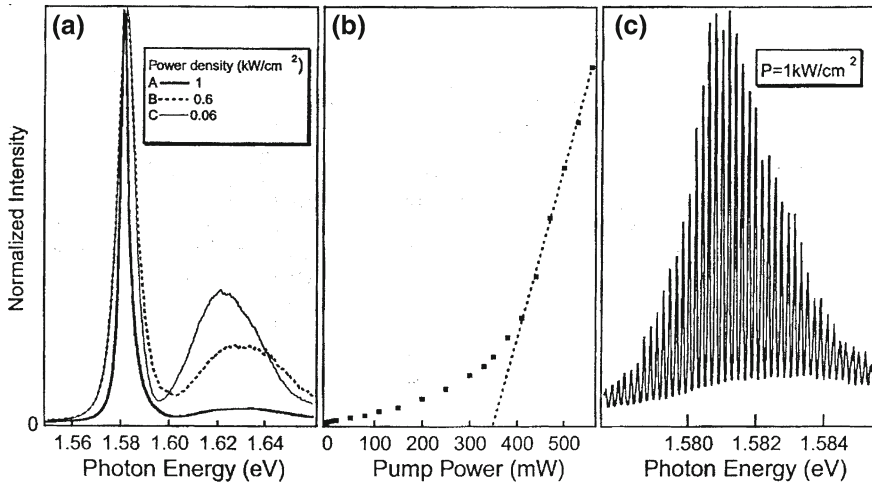 (a)
Power density (kW/cm 2)
A 1
B 0.6
C 0.06
Normalized Intensity
0
1.56 1.58 1.60 1.62 1.64
Photon Energy (eV)
(b)
0 100 200 300 400 500
Pump Power (mW)
(c)
P=1kW/cm 2
1.580 1.582 1.584
Photon Energy (eV)